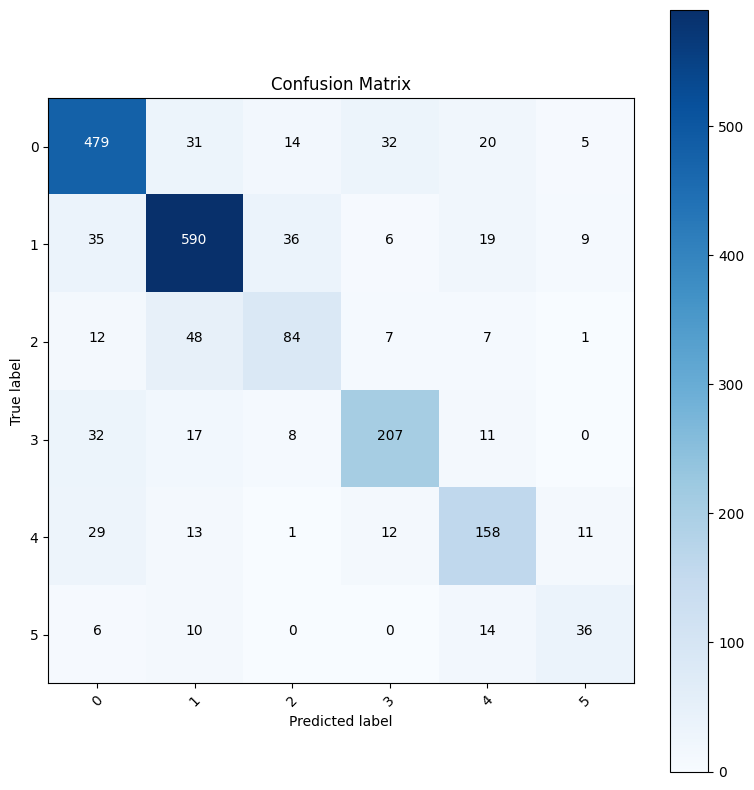 Confusion Matrix
0 479 31 14 32 20 5
1 35 590 36 6 19 9
2 12 48 84 7 7 1
3 32 17 8 207 11 0
4 29 13 1 12 158 11
5 6 10 0 0 14 36
0 1 2 3 4 5
Predicted label
True label
500
400
300
200
100
0